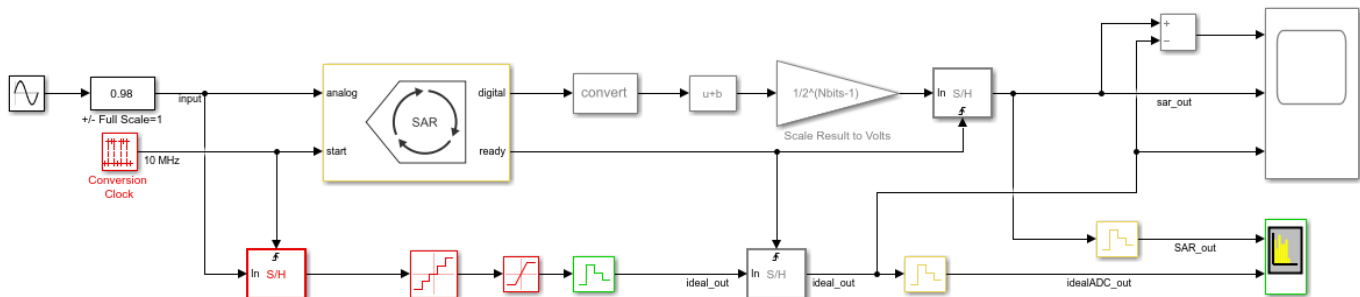 0.98
+/- Full Scale=1
input
10 MHz
Conversion
Clock
analog
start
SAR
digital
ready
convert
u+b
1/2^(Nbits-1)
Scale Result to Volts
In S/H
sar_out
+
−
In S/H
ideal_out
In S/H
ideal_out
idealADC_out
SAR_out